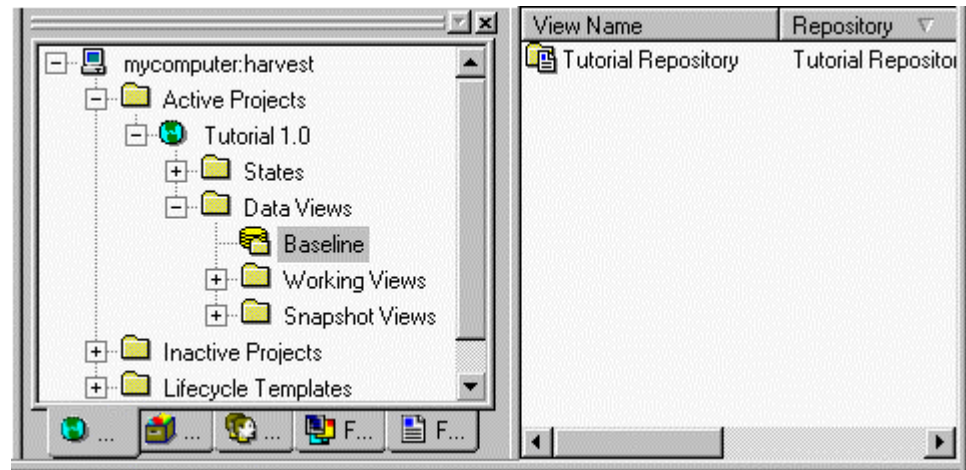 mycomputer:harvest
Active Projects
Tutorial 1.0
States
Data Views
Baseline
Working Views
Snapshot Views
Inactive Projects
Lifecycle Templates
... ... ... F... F...
View Name Repository
Tutorial Repository Tutorial Repositor